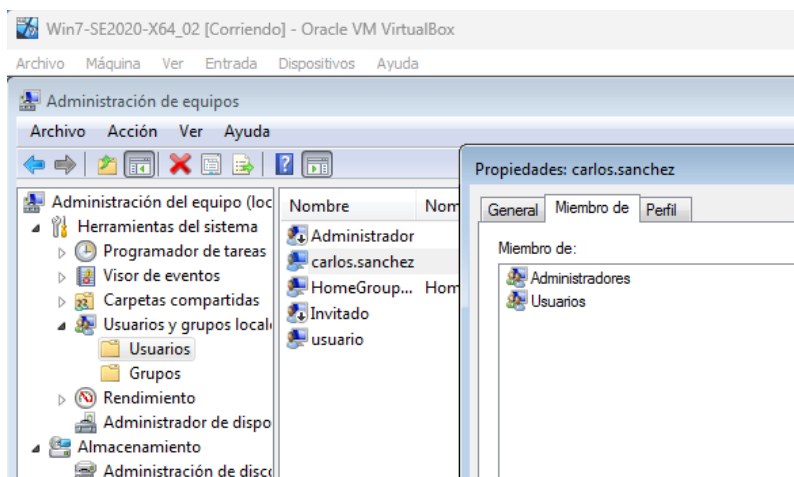 Win7-SE2020-X64_02 [Corriendo] - Oracle VM VirtualBox
Archivo Máquina Ver Entrada Dispositivos Ayuda
Administración de equipos
Archivo Acción Ver Ayuda
Administración del equipo (loc
Herramientas del sistema
Programador de tareas
Visor de eventos
Carpetas compartidas
Usuarios y grupos local
Usuarios
Grupos
Rendimiento
Administrador de dispo
Almacenamiento
Administración de disc
Nombre Nom
Administrador
carlos.sanchez
HomeGroup... Hom
Invitado
usuario
Propiedades: carlos.sanchez
General Miembro de Perfil
Miembro de:
Administradores
Usuarios